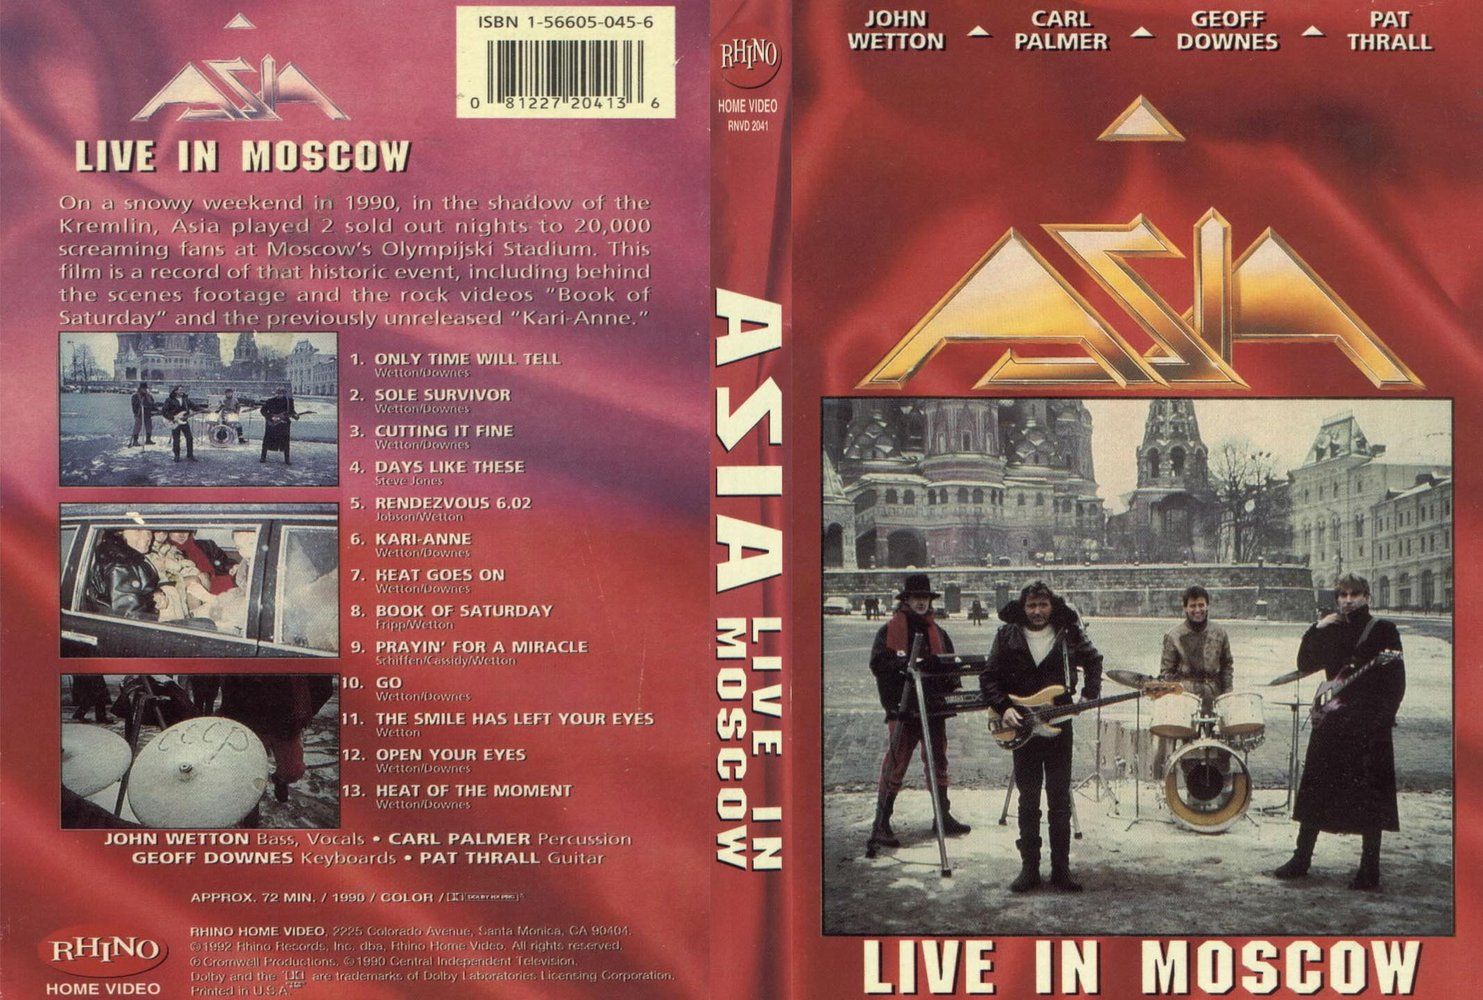 ISBN 1-56605-045-6
0 81227 20413 6
ASIA
LIVE IN MOSCOW
On a snowy weekend in 1990, in the shadow of the
Kremlin, Asia played 2 sold out nights to 20,000
screaming fans at Moscow's Olympijski Stadium. This
film is a record of that historic event, including behind
the scenes footage and the rock videos "Book of
Saturday" and the previously unreleased "Kari-Anne."
1. ONLY TIME WILL TELL
Wetton/Downes
2. SOLE SURVIVOR
Wetton/Downes
3. CUTTING IT FINE
Wetton/Downes
4. DAYS LIKE THESE
Steve Jones
5. RENDEZVOUS 6.02
Jobson/Wetton
6. KARI-ANNE
Wetton/Downes
7. HEAT GOES ON
Wetton/Downes
8. BOOK OF SATURDAY
Fripp/Wetton
9. PRAYIN' FOR A MIRACLE
Schiffen/Cassidy/Wetton
10. GO
Wetton/Downes
11. THE SMILE HAS LEFT YOUR EYES
Wetton
12. OPEN YOUR EYES
Wetton/Downes
13. HEAT OF THE MOMENT
Wetton/Downes
CCCP
JOHN WETTON Bass, Vocals • CARL PALMER Percussion
GEOFF DOWNES Keyboards • PAT THRALL Guitar
APPROX. 72 MIN. / 1990 / COLOR / DOLBY HX PRO
RHINO
HOME VIDEO
RHINO HOME VIDEO, 2225 Colorado Avenue, Santa Monica, CA 90404.
©1992 Rhino Records, Inc. dba, Rhino Home Video. All rights reserved.
℗ Cromwell Productions. ©1990 Central Independent Television.
Dolby and the are trademarks of Dolby Laboratories Licensing Corporation.
Printed in U.S.A.
RHINO
HOME VIDEO
RNVD 2041
ASIA LIVE IN MOSCOW
JOHN WETTON
CARL PALMER
GEOFF DOWNES
PAT THRALL
ASIA
LIVE IN MOSCOW